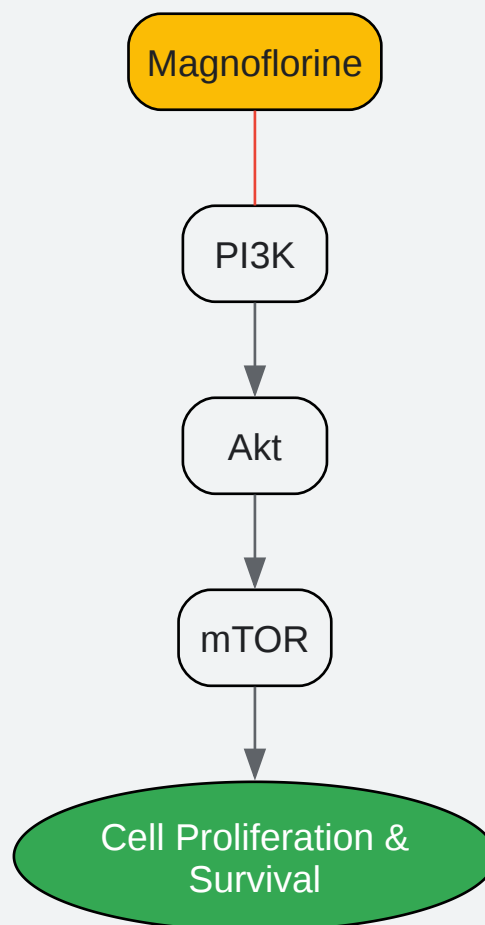 Magnoflorine
PI3K
Akt
mTOR
Cell Proliferation &
Survival